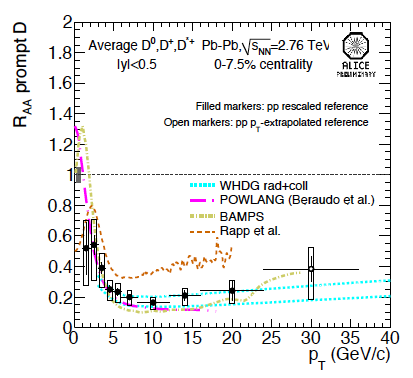 R_AA prompt D
2
1.8
1.6
1.4
1.2
1
0.8
0.6
0.4
0.2
0
Average D^0,D^+,D^*+ Pb-Pb,√s_NN=2.76 TeV
|y|<0.5 0-7.5% centrality
ALICE
PRELIMINARY
Filled markers: pp rescaled reference
Open markers: pp p_T-extrapolated reference
WHDG rad+coll
POWLANG (Beraudo et al.)
BAMPS
Rapp et al.
0 5 10 15 20 25 30 35 40
p_T (GeV/c)